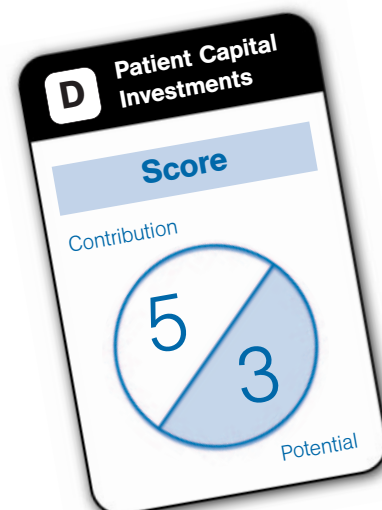 D
Patient Capital
Investments
Score
Contribution
5
3
Potential